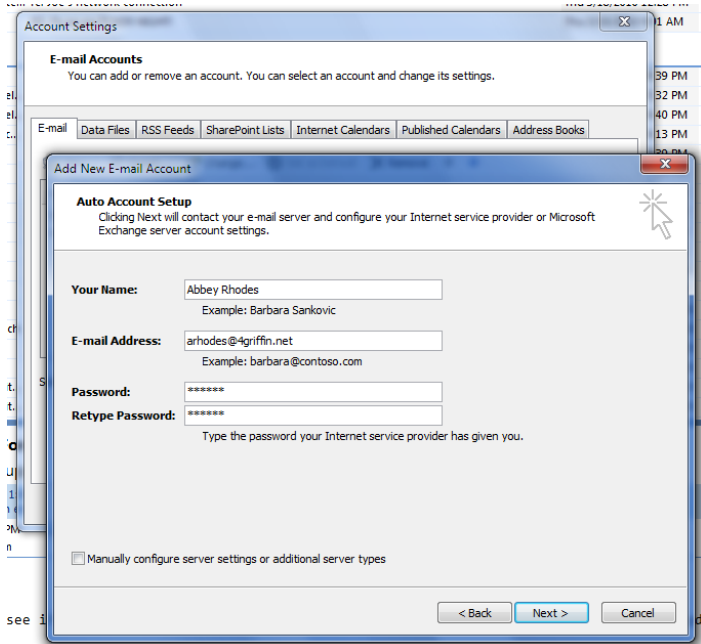 network connection
Account Settings
E-mail Accounts
You can add or remove an account. You can select an account and change its settings.
39 PM
32 PM
40 PM
13 PM
E-mail Data Files RSS Feeds SharePoint Lists Internet Calendars Published Calendars Address Books
Add New E-mail Account
Auto Account Setup
Clicking Next will contact your e-mail server and configure your Internet service provider or Microsoft
Exchange server account settings.
Your Name: Abbey Rhodes
Example: Barbara Sankovic
E-mail Address: arhodes@4griffin.net
Example: barbara@contoso.com
Password: ******
Retype Password: ******
Type the password your Internet service provider has given you.
Manually configure server settings or additional server types
< Back Next > Cancel
see i